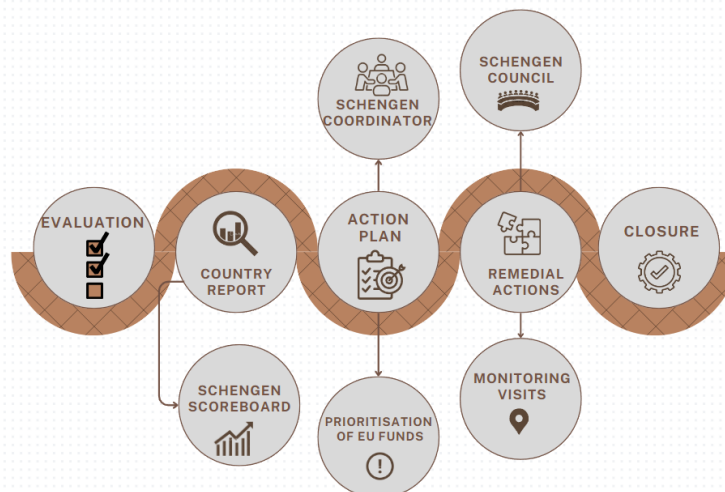 SCHENGEN
COORDINATOR
SCHENGEN
COUNCIL
EVALUATION
COUNTRY
REPORT
ACTION
PLAN
REMEDIAL
ACTIONS
CLOSURE
SCHENGEN
SCOREBOARD
PRIORITISATION
OF EU FUNDS
MONITORING
VISITS